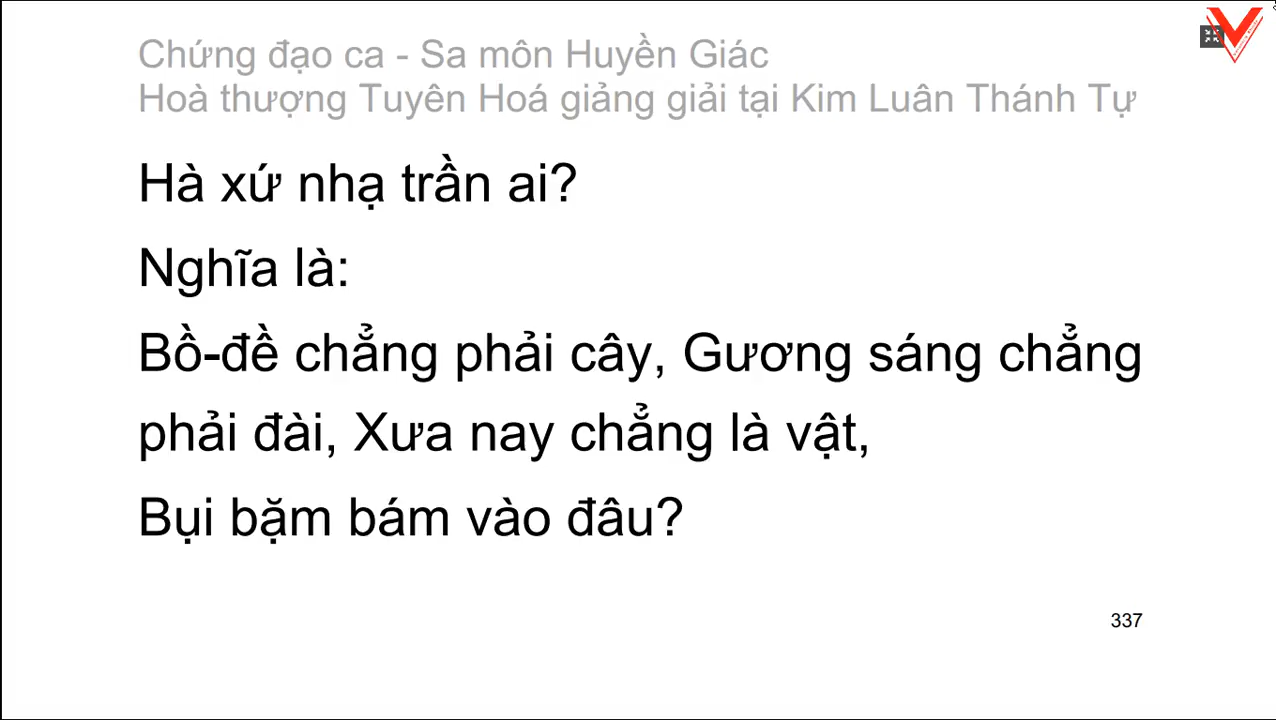 Chứng đạo ca - Sa môn Huyền Giác
Hoà thượng Tuyên Hoá giảng giải tại Kim Luân Thánh Tự
Hà xứ nhạ trần ai?
Nghĩa là:
Bồ-đề chẳng phải cây, Gương sáng chẳng
phải đài, Xưa nay chẳng là vật,
Bụi bặm bám vào đâu?
337